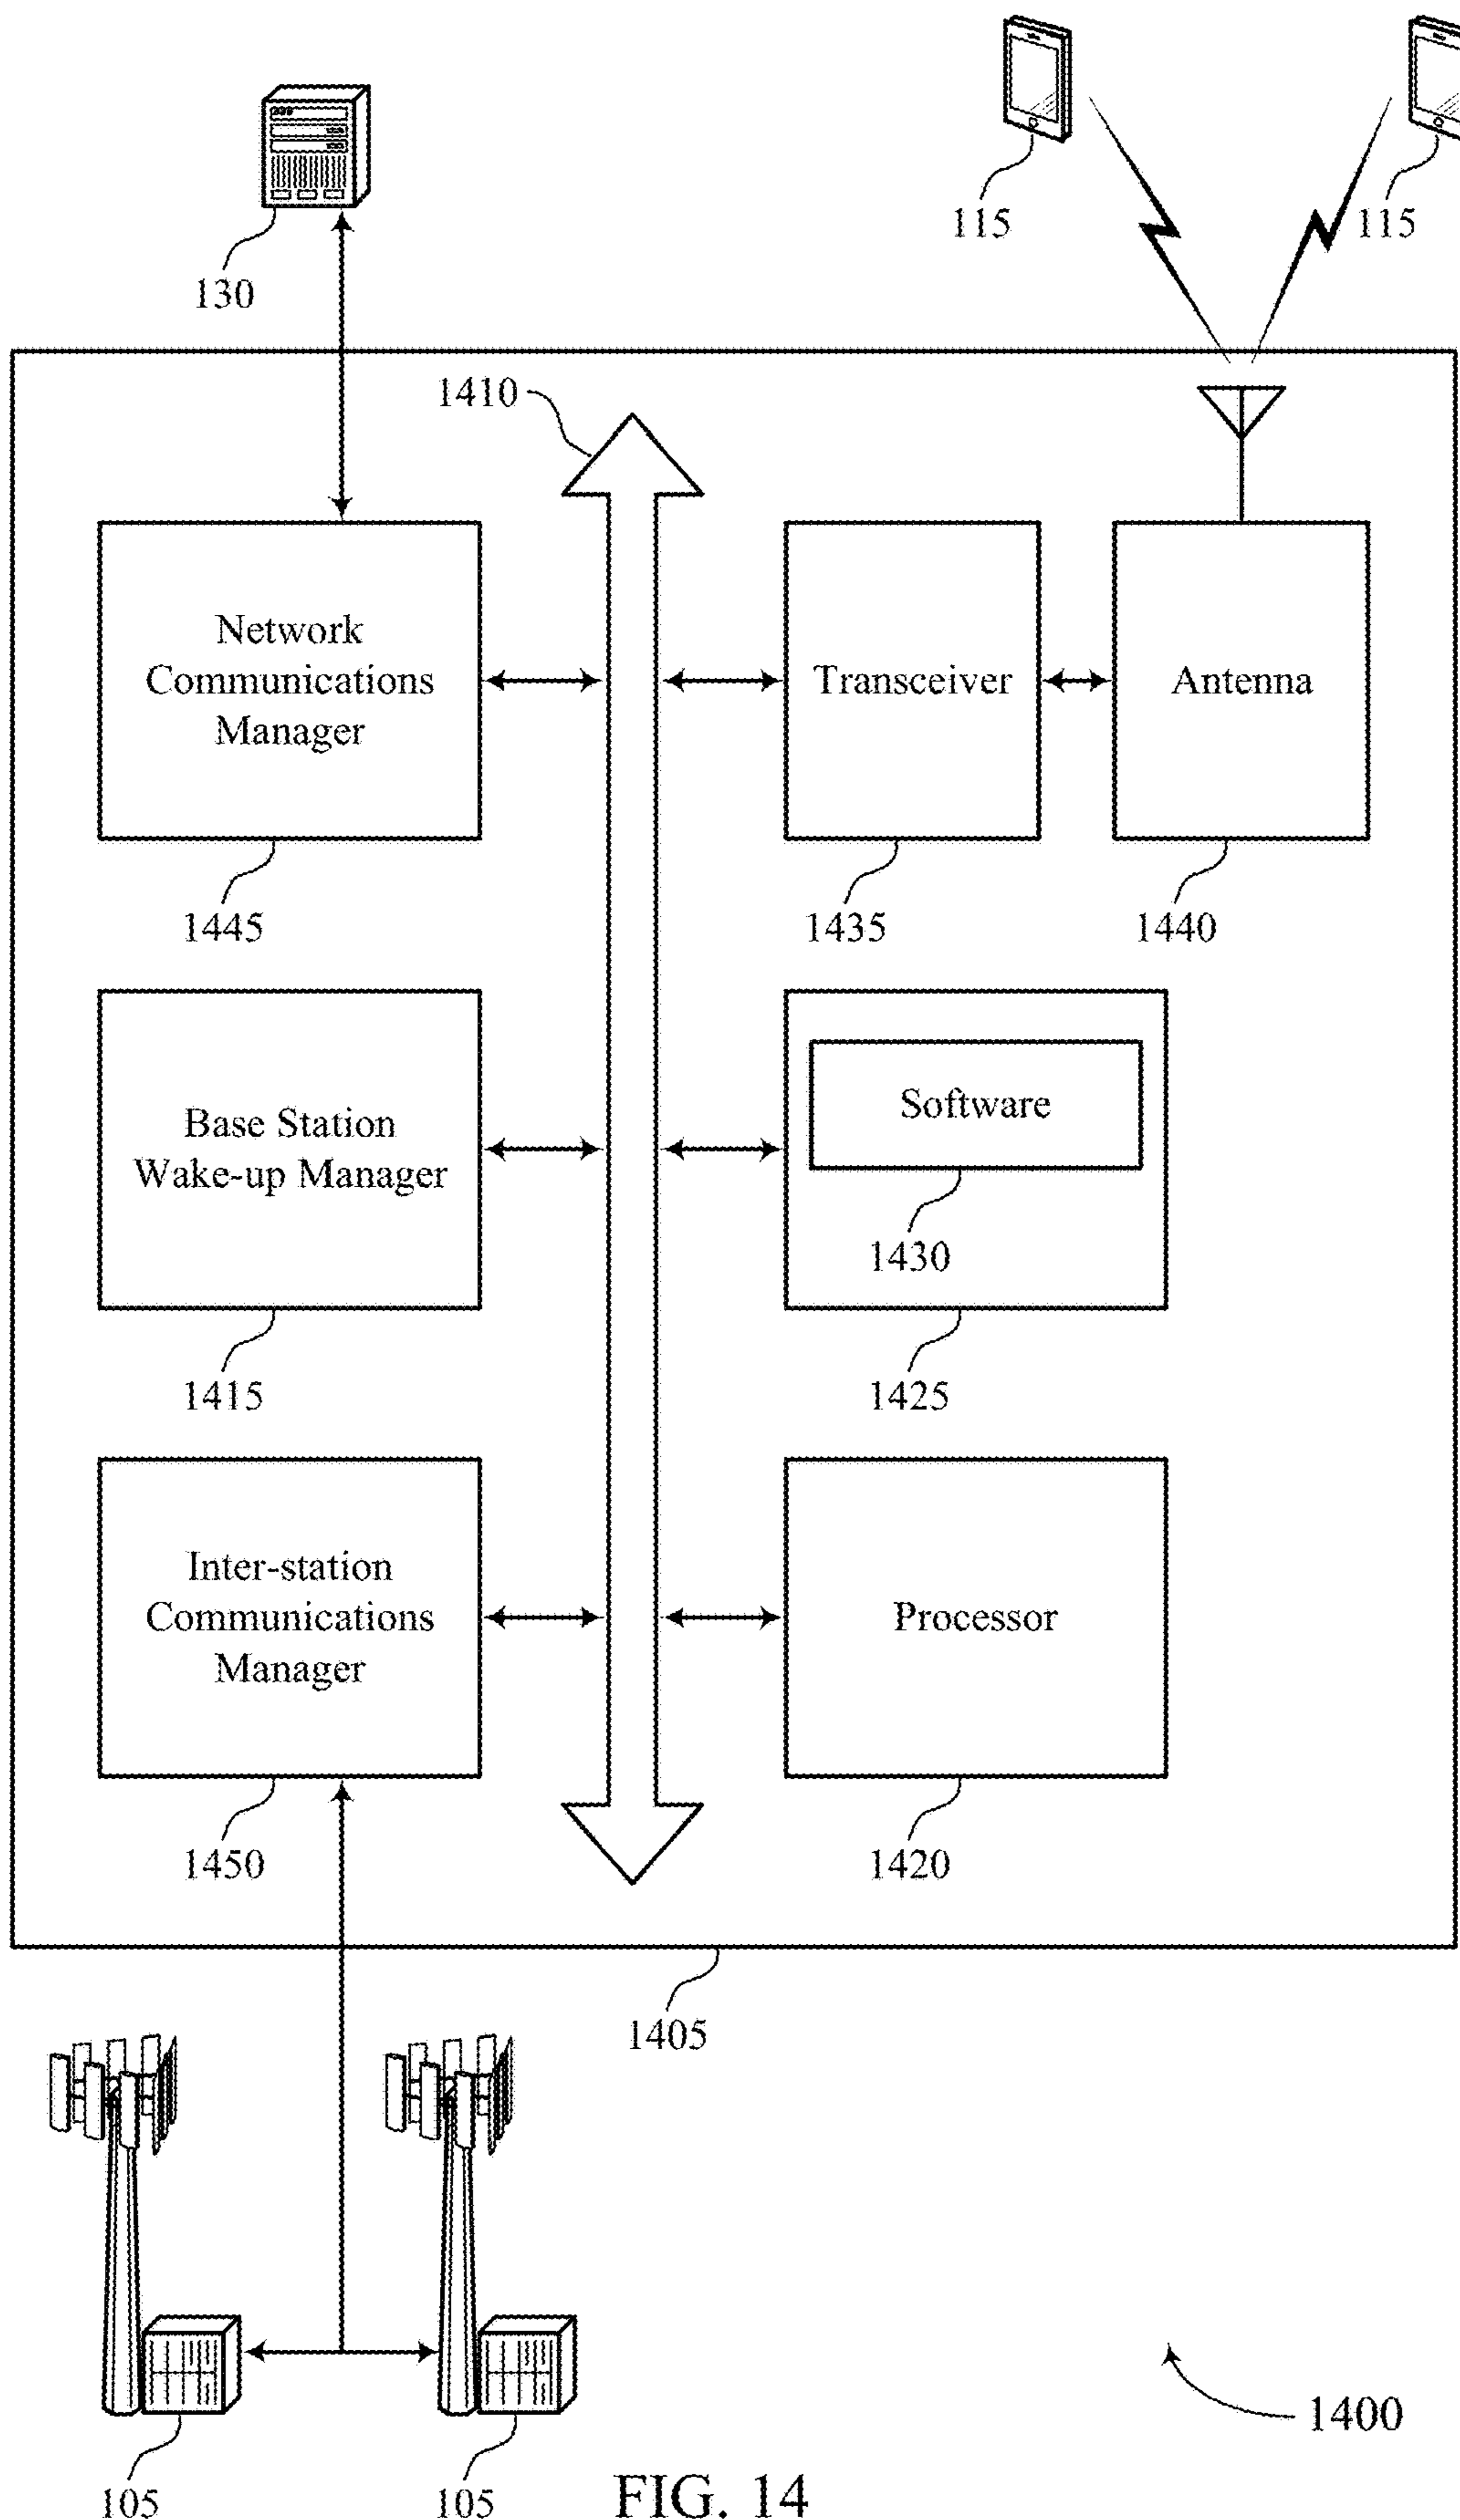 115
115
130
1410
Network
Communications
Manager
Transceiver
Antenna
1445
1435
1440
Base Station
Wake-up Manager
Software
1430
1415
1425
Inter-station
Communications
Manager
Processor
1450
1420
1405
1400
105
105
FIG. 14